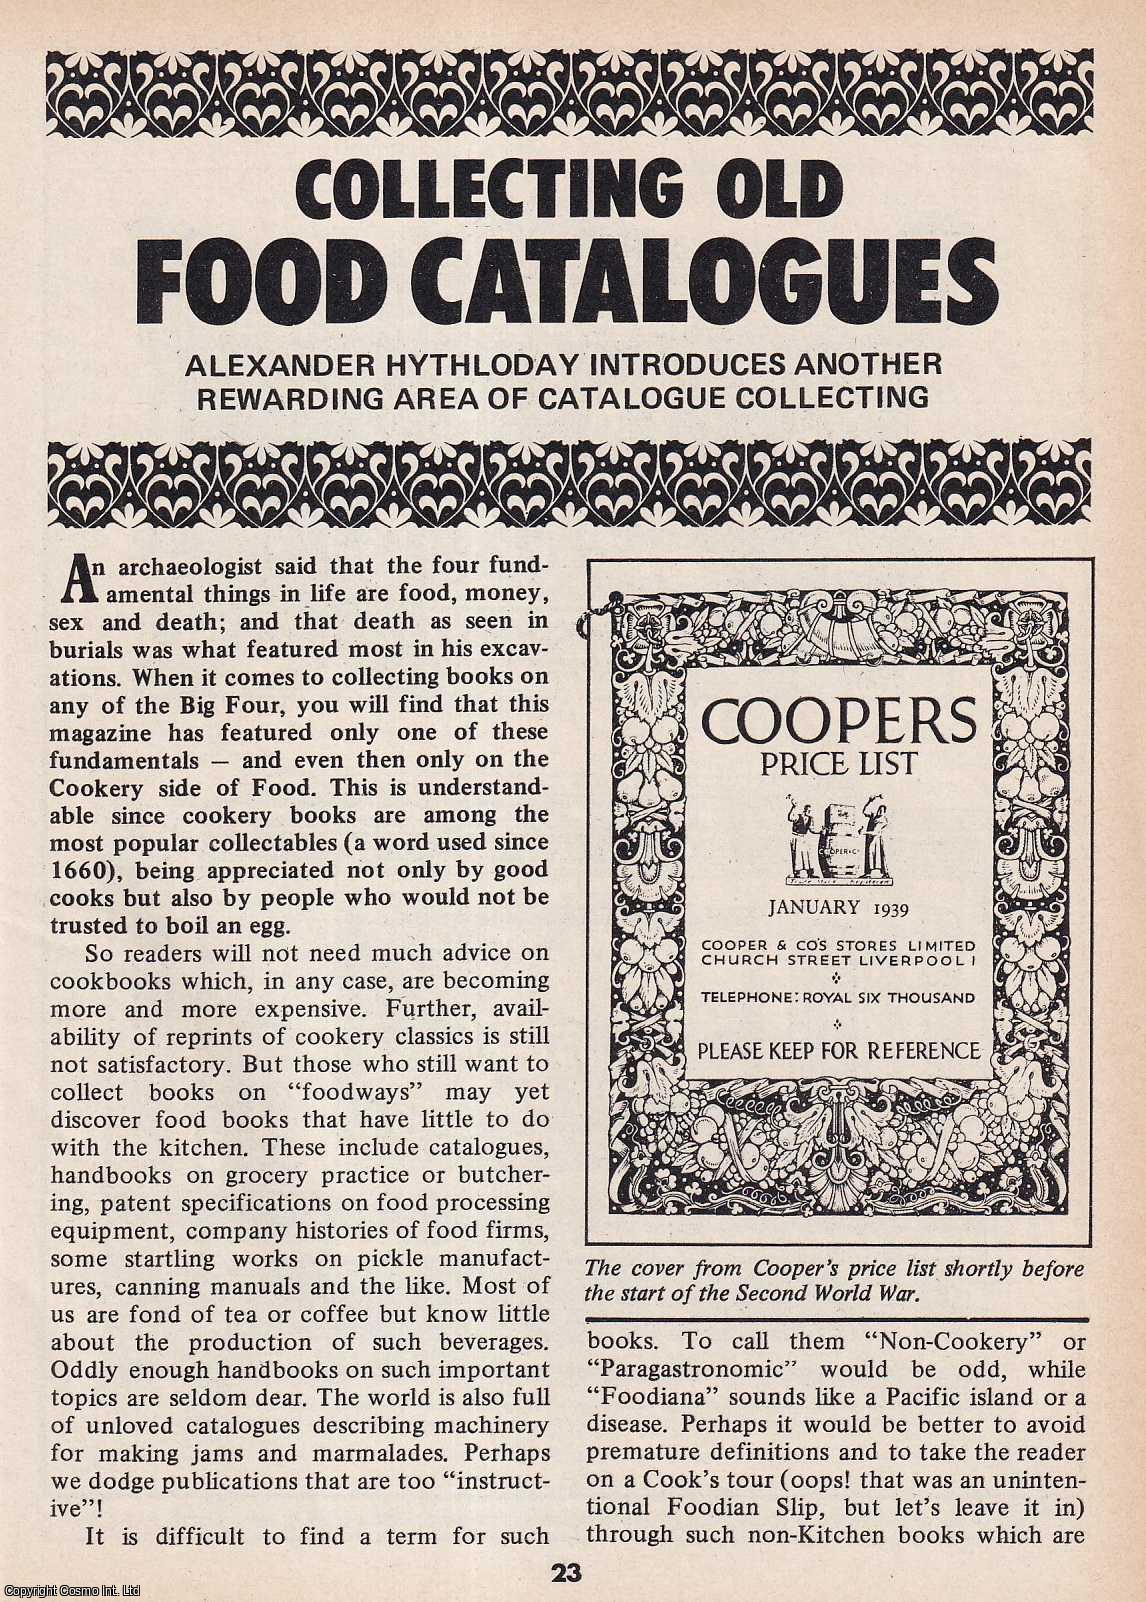 COLLECTING OLD
FOOD CATALOGUES
ALEXANDER HYTHLODAY INTRODUCES ANOTHER
REWARDING AREA OF CATALOGUE COLLECTING
An archaeologist said that the four fund-
amental things in life are food, money,
sex and death; and that death as seen in
burials was what featured most in his excav-
ations. When it comes to collecting books on
any of the Big Four, you will find that this
magazine has featured only one of these
fundamentals — and even then only on the
Cookery side of Food. This is understand-
able since cookery books are among the
most popular collectables (a word used since
1660), being appreciated not only by good
cooks but also by people who would not be
trusted to boil an egg.
So readers will not need much advice on
cookbooks which, in any case, are becoming
more and more expensive. Further, avail-
ability of reprints of cookery classics is still
not satisfactory. But those who still want to
collect books on “foodways” may yet
discover food books that have little to do
with the kitchen. These include catalogues,
handbooks on grocery practice or butcher-
ing, patent specifications on food processing
equipment, company histories of food firms,
some startling works on pickle manufact-
ures, canning manuals and the like. Most of
us are fond of tea or coffee but know little
about the production of such beverages.
Oddly enough handbooks on such important
topics are seldom dear. The world is also full
of unloved catalogues describing machinery
for making jams and marmalades. Perhaps
we dodge publications that are too “instruct-
ive”!
It is difficult to find a term for such
COOPERS
PRICE LIST
COOPER & Co
Trade Mark Registered
JANUARY 1939
COOPER & CO'S STORES LIMITED
CHURCH STREET LIVERPOOL 1
TELEPHONE: ROYAL SIX THOUSAND
PLEASE KEEP FOR REFERENCE
The cover from Cooper's price list shortly before
the start of the Second World War.
books. To call them “Non-Cookery” or
“Paragastronomic” would be odd, while
“Foodiana” sounds like a Pacific island or a
disease. Perhaps it would be better to avoid
premature definitions and to take the reader
on a Cook's tour (oops! that was an uninten-
tional Foodian Slip, but let's leave it in)
through such non-Kitchen books which are
23
Copyright Cosmo Int. Ltd